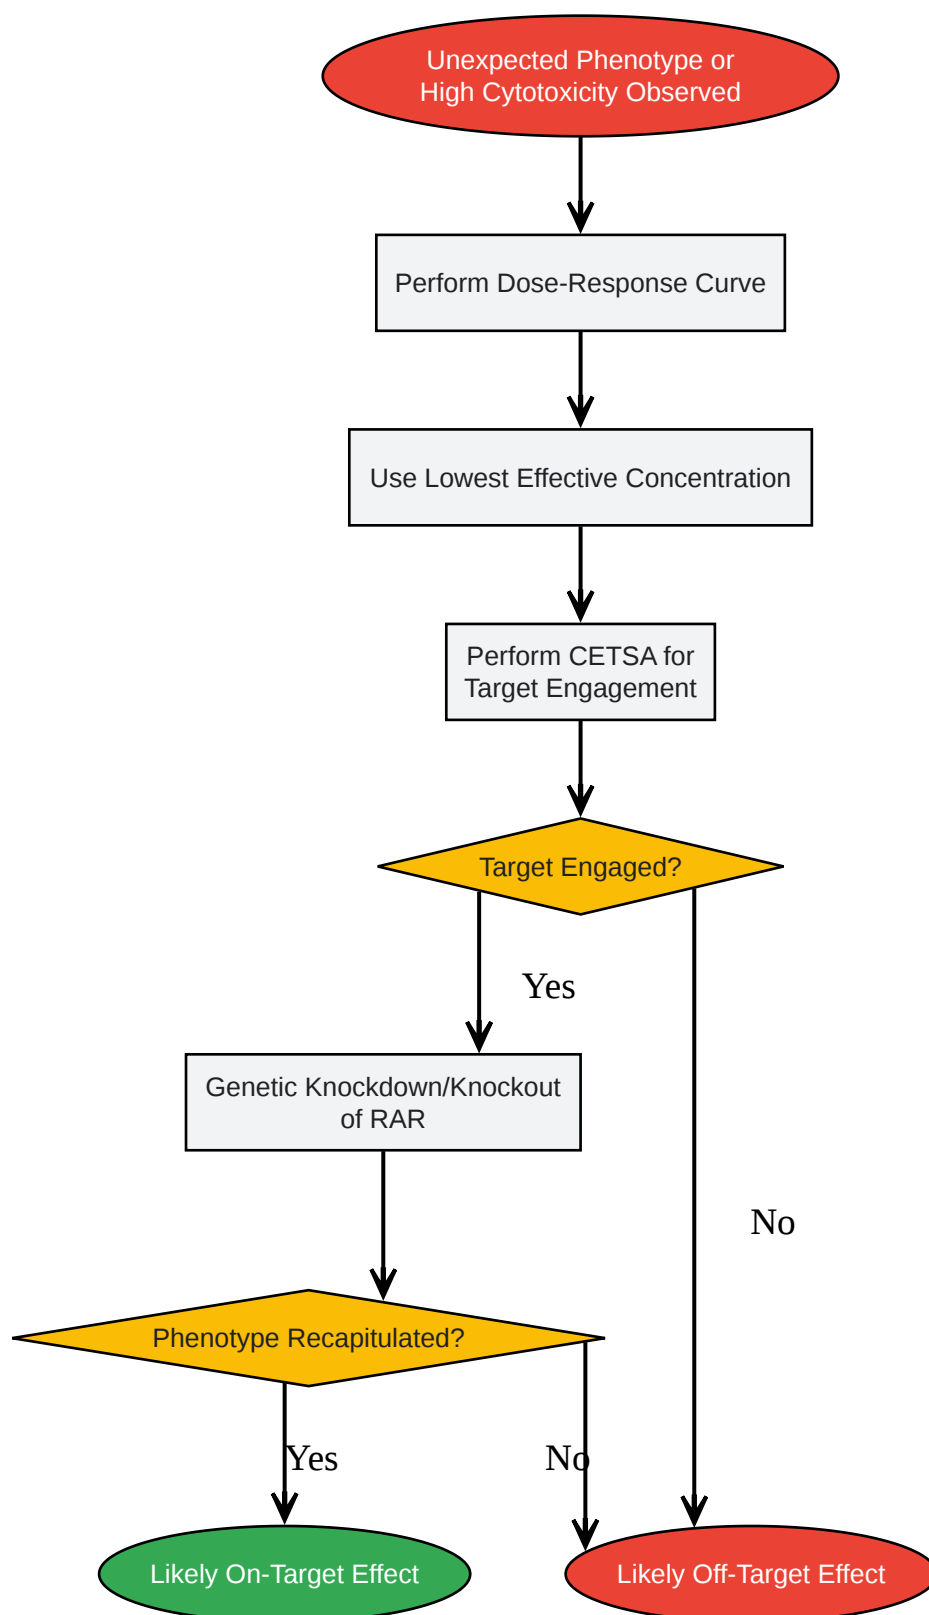 Unexpected Phenotype or
High Cytotoxicity Observed
Perform Dose-Response Curve
Use Lowest Effective Concentration
Perform CETSA for
Target Engagement
Target Engaged?
Yes
Genetic Knockdown/Knockout
of RAR
No
Phenotype Recapitulated?
Yes
No
Likely On-Target Effect
Likely Off-Target Effect